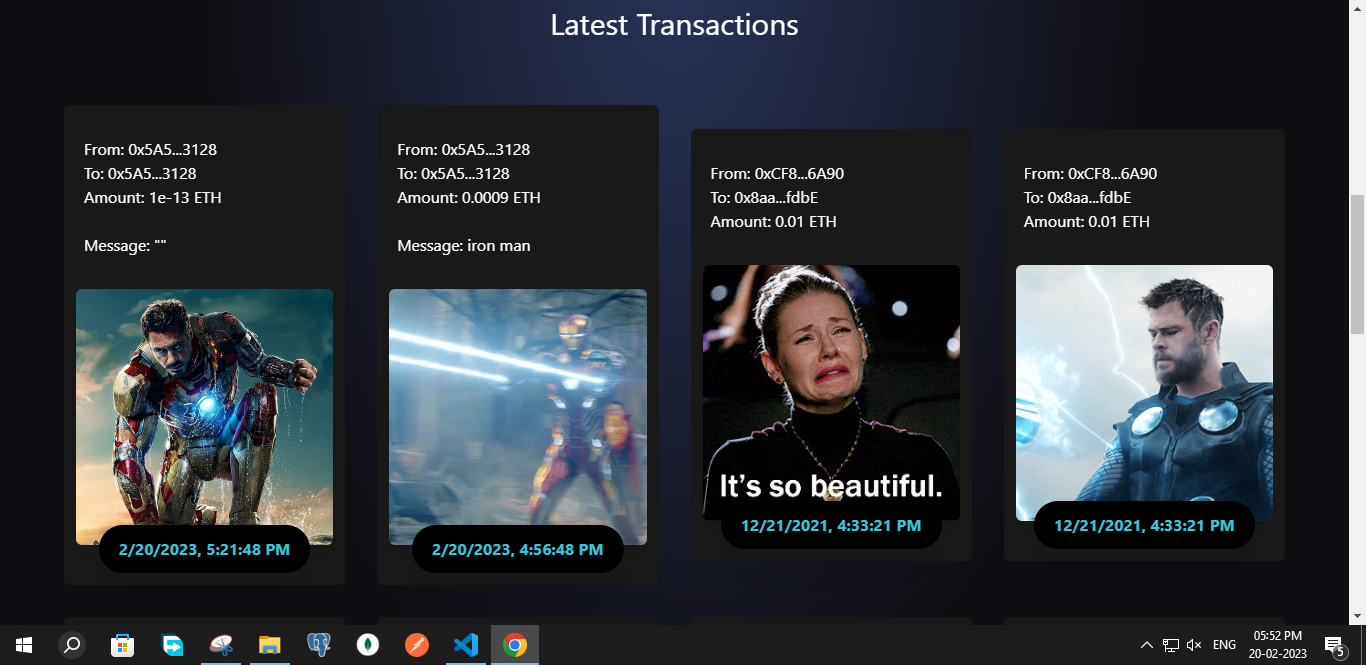 Latest Transactions
From: 0x5A5...3128
To: 0x5A5...3128
Amount: 1e-13 ETH
Message: ""
2/20/2023, 5:21:48 PM
From: 0x5A5...3128
To: 0x5A5...3128
Amount: 0.0009 ETH
Message: iron man
2/20/2023, 4:56:48 PM
From: 0xCF8...6A90
To: 0x8aa...fdbE
Amount: 0.01 ETH
It's so beautiful.
12/21/2021, 4:33:21 PM
From: 0xCF8...6A90
To: 0x8aa...fdbE
Amount: 0.01 ETH
12/21/2021, 4:33:21 PM
ENG
05:52 PM
20-02-2023
5